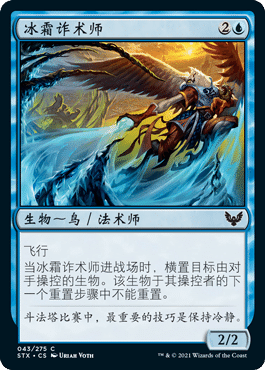 冰霜诈术师 2
生物～鸟 / 法术师
飞行
当冰霜诈术师进战场时，横置目标由对
手操控的生物。该生物于其操控者的下
一个重置步骤中不能重置。
斗法塔比赛中，最重要的技巧是保持冷静。
2/2
043/275 C
STX • CS Uriah Voth
™ & © 2021 Wizards of the Coast